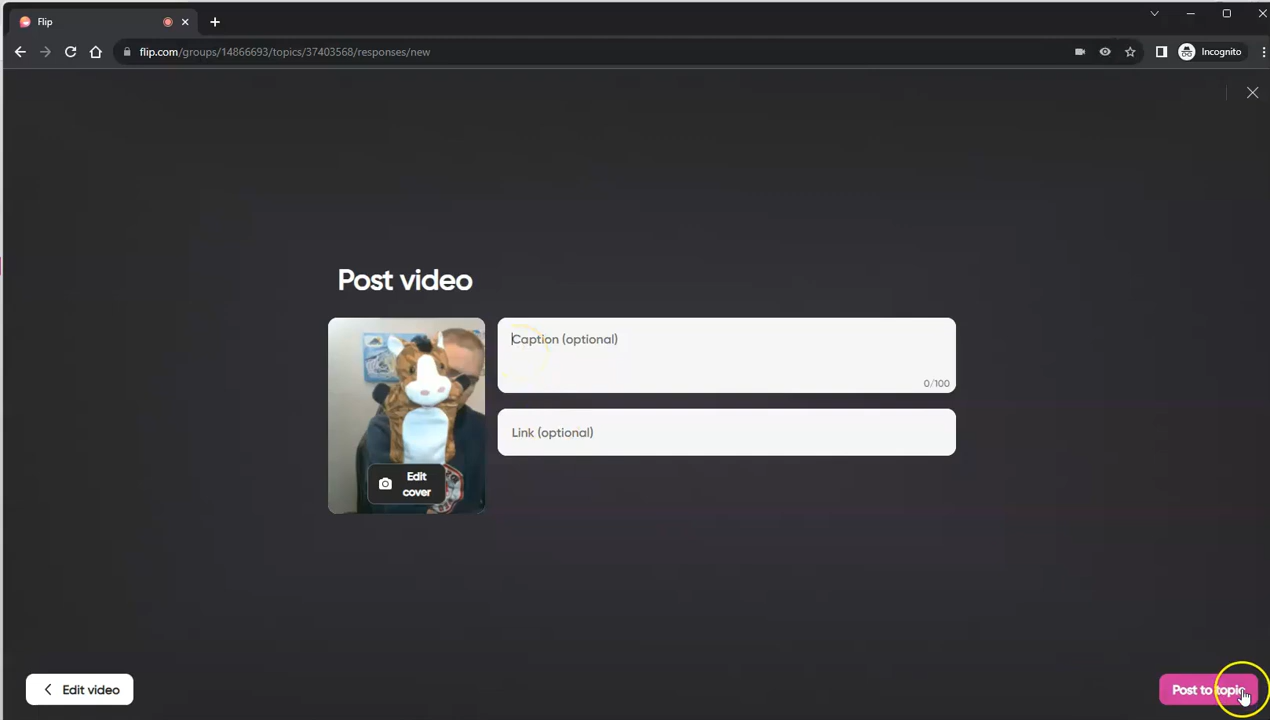 Flip
flip.com/groups/14866693/topics/37403568/responses/new
Incognito
Post video
Caption (optional)
0/100
Link (optional)
Edit
cover
Edit video
Post to topic